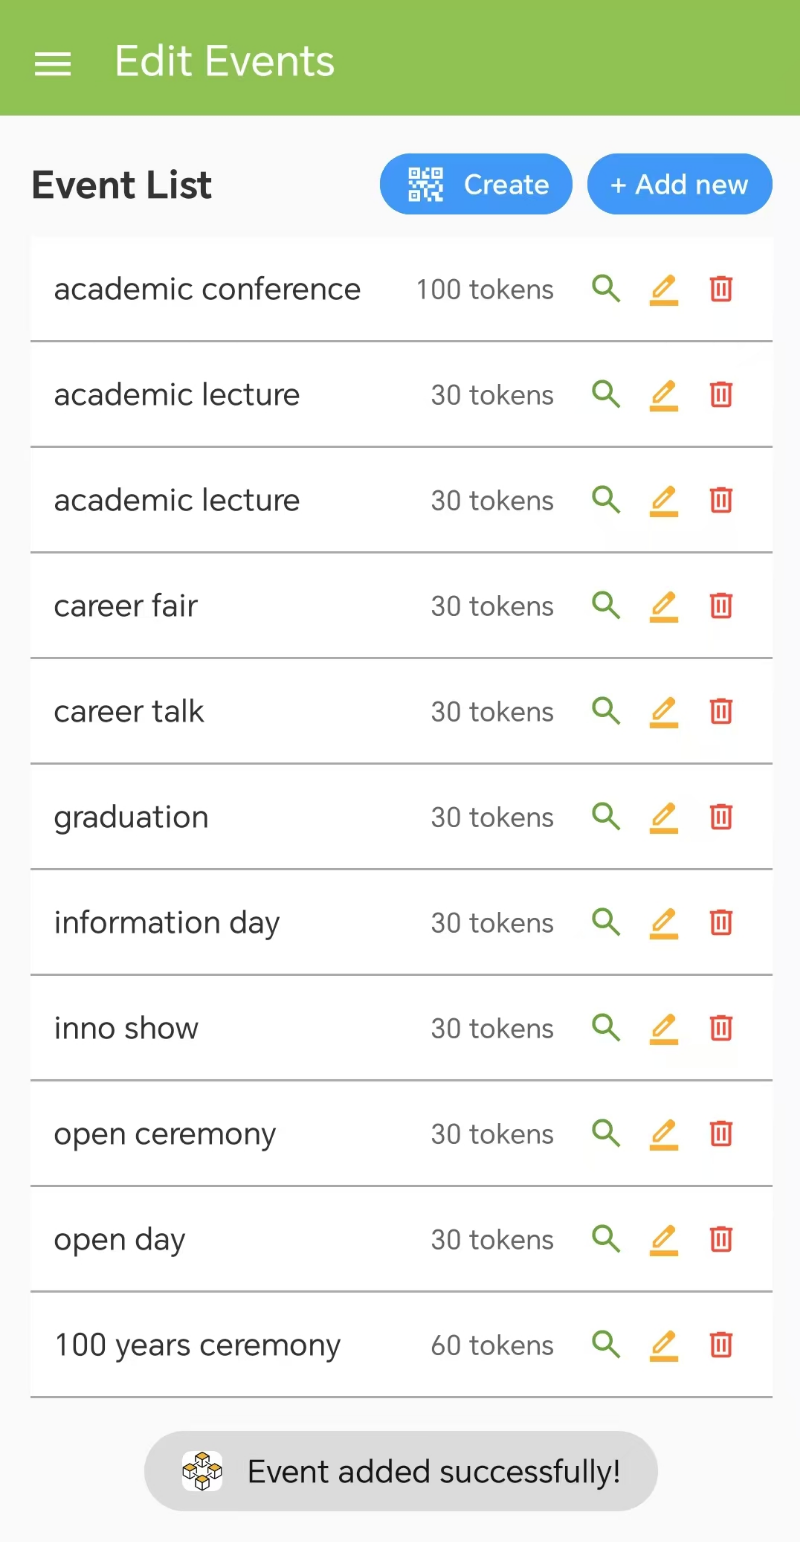 Edit Events
Event List Create + Add new
academic conference 100 tokens
academic lecture 30 tokens
academic lecture 30 tokens
career fair 30 tokens
career talk 30 tokens
graduation 30 tokens
information day 30 tokens
inno show 30 tokens
open ceremony 30 tokens
open day 30 tokens
100 years ceremony 60 tokens
Event added successfully!